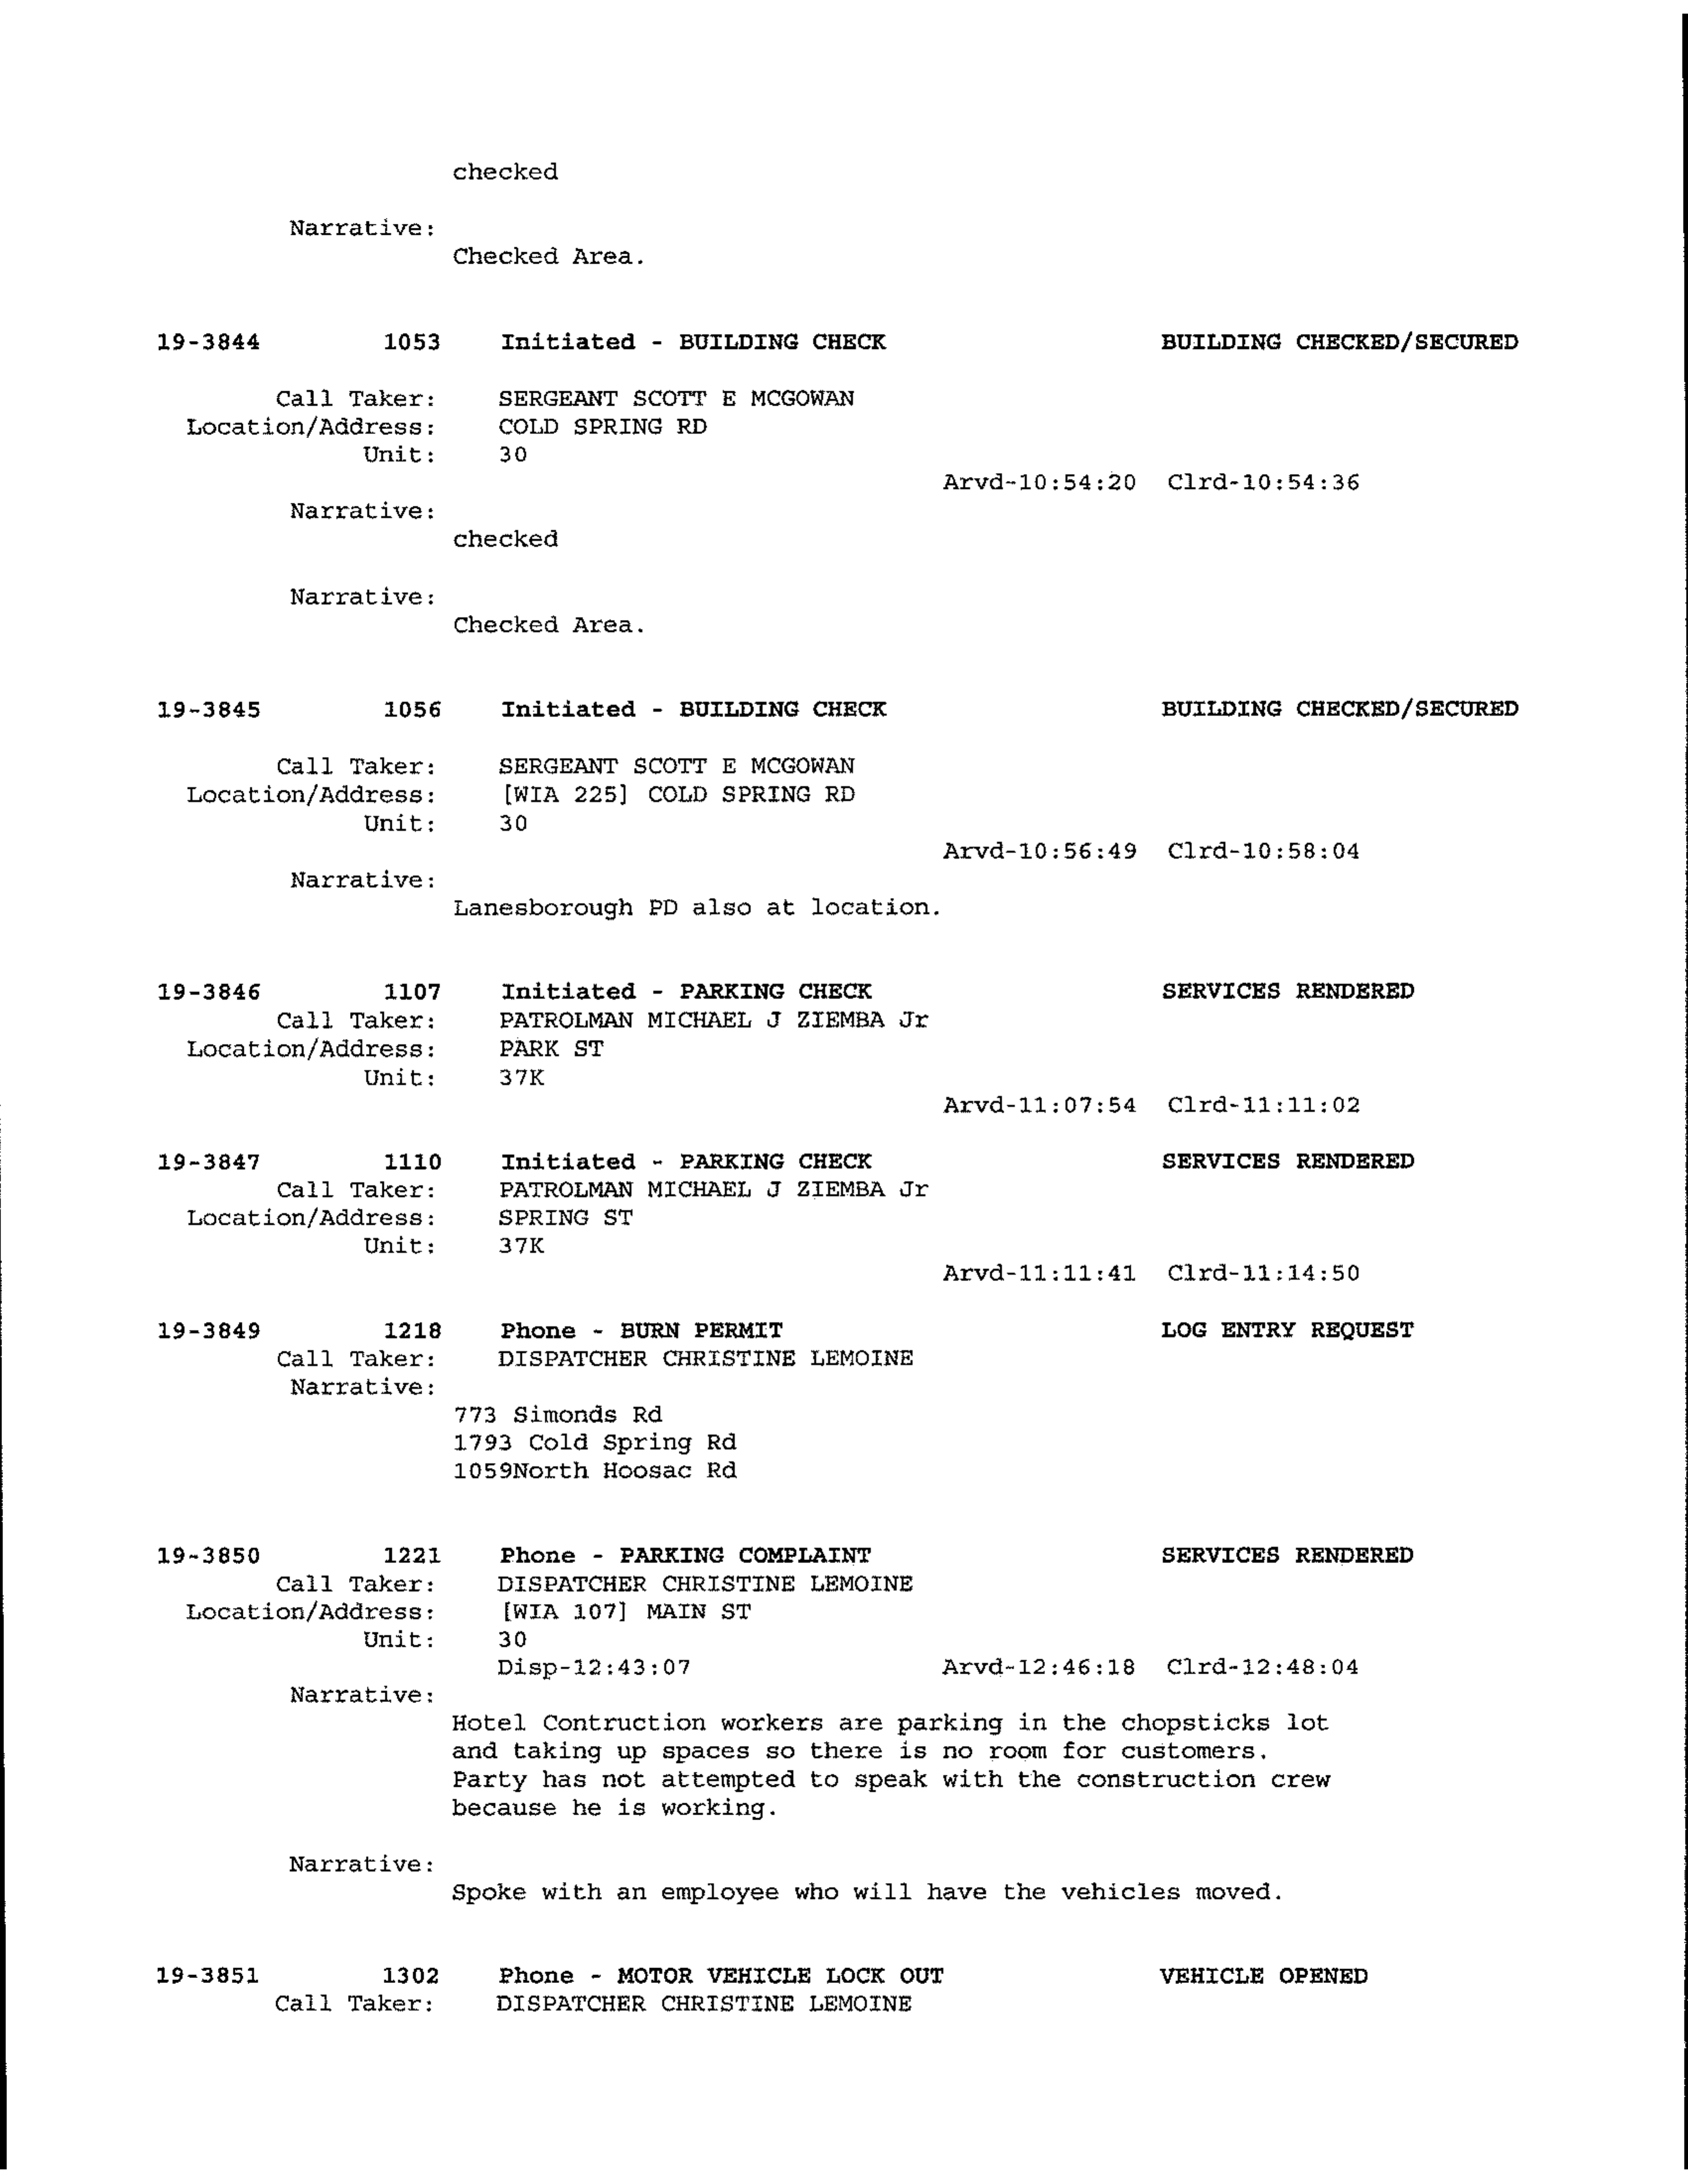 checked
Narrative:
Checked Area.
19-3844 1053 Initiated - BUILDING CHECK BUILDING CHECKED/SECURED
Call Taker: SERGEANT SCOTT E MCGOWAN
Location/Address: COLD SPRING RD
Unit: 30
Arvd-10:54:20 Clrd-10:54:36
Narrative:
checked
Narrative:
Checked Area.
19-3845 1056 Initiated - BUILDING CHECK BUILDING CHECKED/SECURED
Call Taker: SERGEANT SCOTT E MCGOWAN
Location/Address: [WIA 225] COLD SPRING RD
Unit: 30
Arvd-10:56:49 Clrd-10:58:04
Narrative:
Lanesborough PD also at location.
19-3846 1107 Initiated - PARKING CHECK SERVICES RENDERED
Call Taker: PATROLMAN MICHAEL J ZIEMBA Jr
Location/Address: PARK ST
Unit: 37K
Arvd-11:07:54 Clrd-11:11:02
19-3847 1110 Initiated - PARKING CHECK SERVICES RENDERED
Call Taker: PATROLMAN MICHAEL J ZIEMBA Jr
Location/Address: SPRING ST
Unit: 37K
Arvd-11:11:41 Clrd-11:14:50
19-3849 1218 Phone - BURN PERMIT LOG ENTRY REQUEST
Call Taker: DISPATCHER CHRISTINE LEMOINE
Narrative:
773 Simonds Rd
1793 Cold Spring Rd
1059North Hoosac Rd
19-3850 1221 Phone - PARKING COMPLAINT SERVICES RENDERED
Call Taker: DISPATCHER CHRISTINE LEMOINE
Location/Address: [WIA 107] MAIN ST
Unit: 30
Disp-12:43:07 Arvd-12:46:18 Clrd-12:48:04
Narrative:
Hotel Contruction workers are parking in the chopsticks lot
and taking up spaces so there is no room for customers.
Party has not attempted to speak with the construction crew
because he is working.
Narrative:
Spoke with an employee who will have the vehicles moved.
19-3851 1302 Phone - MOTOR VEHICLE LOCK OUT VEHICLE OPENED
Call Taker: DISPATCHER CHRISTINE LEMOINE